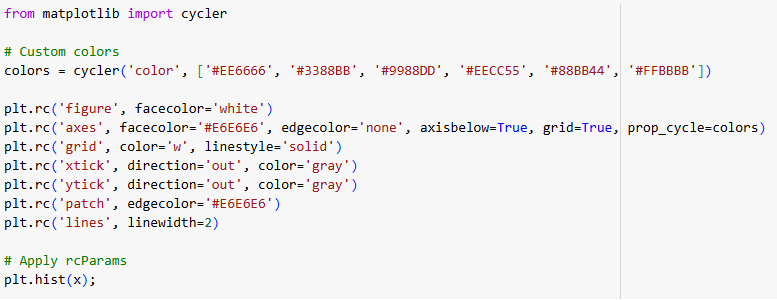 from matplotlib import cycler
# Custom colors
colors = cycler('color', ['#EE6666', '#3388BB', '#9988DD', '#EECC55', '#88BB44', '#FFBBBB'])
plt.rc('figure', facecolor='white')
plt.rc('axes', facecolor='#E6E6E6', edgecolor='none', axisbelow=True, grid=True, prop_cycle=colors)
plt.rc('grid', color='w', linestyle='solid')
plt.rc('xtick', direction='out', color='gray')
plt.rc('ytick', direction='out', color='gray')
plt.rc('patch', edgecolor='#E6E6E6')
plt.rc('lines', linewidth=2)
# Apply rcParams
plt.hist(x);